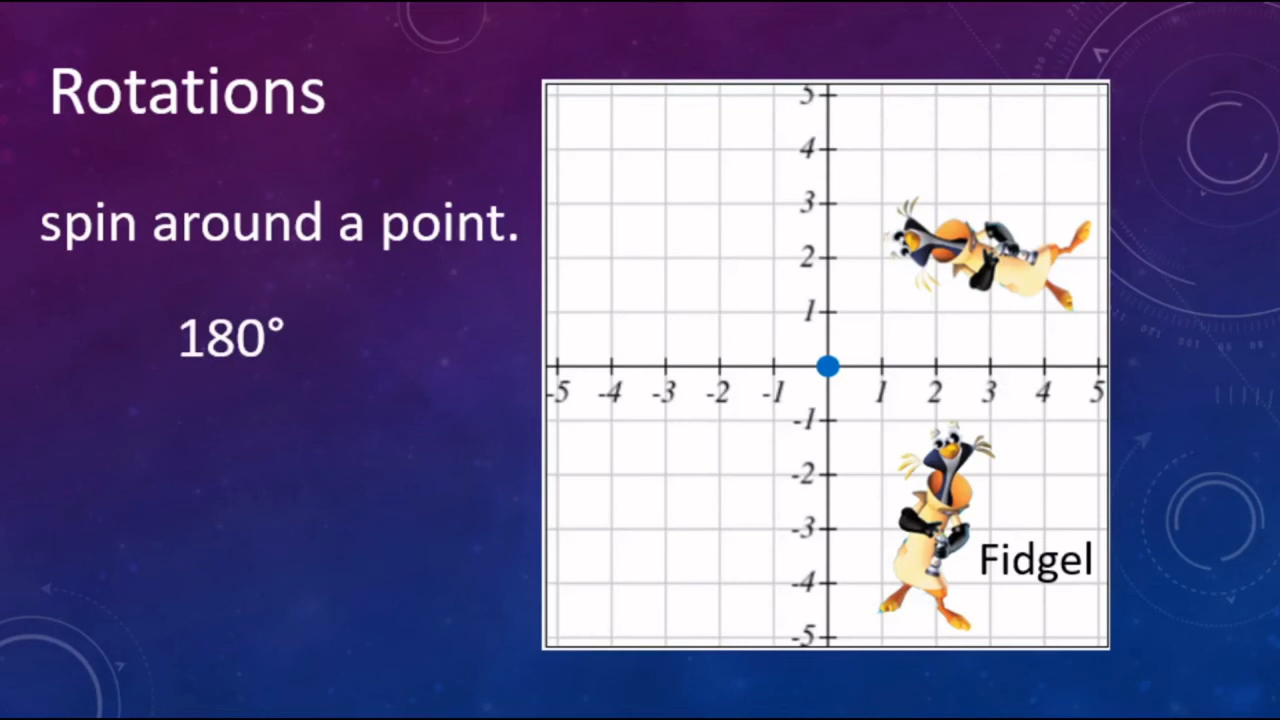 Rotations
spin around a point.
180°
5
4
3
2
1
-5 -4 -3 -2 -1 1 2 3 4 5
-1
-2
-3
Fidgel
-4
-5